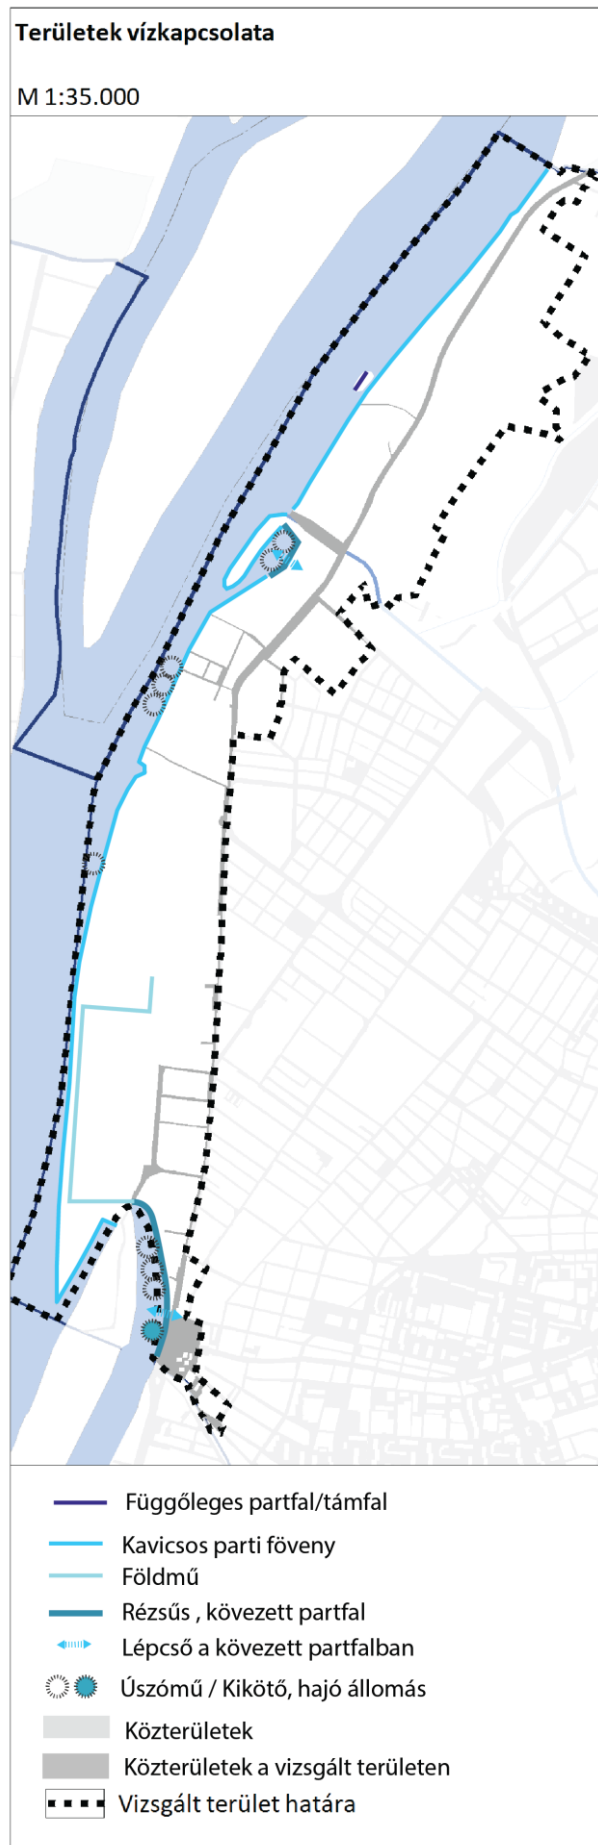 Területek vízkapcsolata
M 1:35.000
Függőleges partfal/támfal
Kavicsos parti föveny
Földmű
Rézsűs , kövezett partfal
Lépcső a kövezett partfalban
Úszómű / Kikötő, hajó állomás
Közterületek
Közterületek a vizsgált területen
Vizsgált terület határa